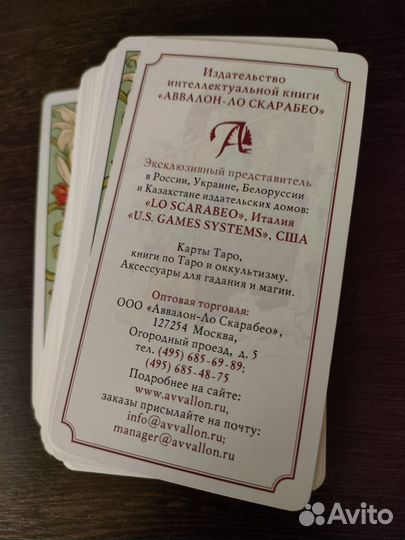 Издательство
интеллектуальной книги
«АВВАЛОН-ЛО СКАРАБЕО»
А
Эксклюзивный представитель
в России, Украине, Белоруссии
и Казахстане издательских домов:
«LO SCARABEO», Италия
«U.S. GAMES SYSTEMS», США
Карты Таро,
книги по Таро и оккультизму.
Аксессуары для гадания и магии.
Оптовая торговля:
ООО «Аввалон-Ло Скарабео»,
127254 Москва,
Огородный проезд, д. 5
тел. (495) 685-69-89;
(495) 685-48-75
Подробнее на сайте:
www.avvallon.ru,
заказы присылайте на почту:
info@avvallon.ru;
manager@avvallon.ru
Avito